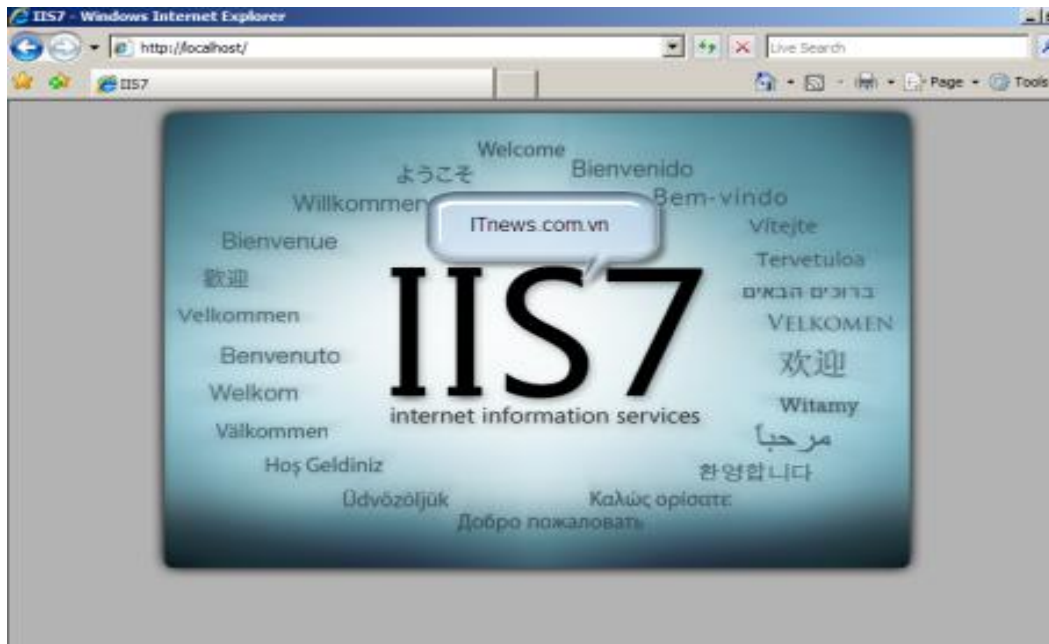 IIS7 - Windows Internet Explorer
http://localhost/
Live Search
IIS7
Page
Tools
Welcome
ようこそ
Bienvenido
Willkommen
Bem-vindo
ITnews.com.vn
Vítejte
Bienvenue
Tervetuloa
歡迎
ברוכים הבאים
Velkommen
VELKOMEN
IIS7
Benvenuto
欢迎
Welkom
Witamy
internet information services
Välkommen
مرحباً
Hoş Geldiniz
환영합니다
Üdvözöljük
Καλώς ορίσατε
Добро пожаловать